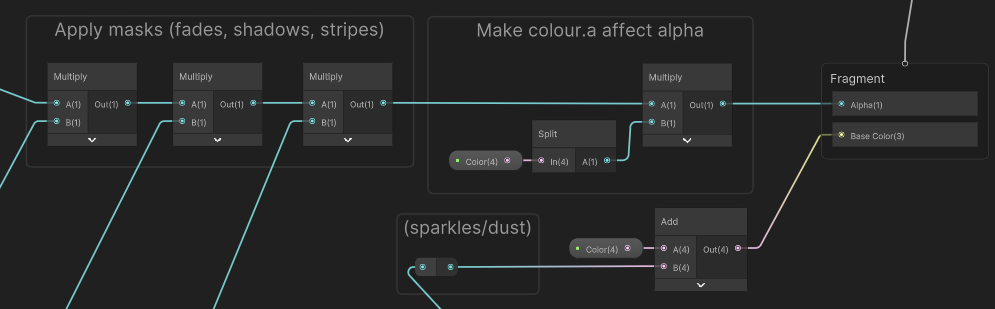 Apply masks (fades, shadows, stripes)
Multiply
A(1) Out(1)
B(1)
Multiply
A(1) Out(1)
B(1)
Multiply
A(1) Out(1)
B(1)
Make colour.a affect alpha
Multiply
A(1) Out(1)
B(1)
Split
Color(4)
In(4) A(1)
Fragment
Alpha(1)
Base Color(3)
(sparkles/dust)
Color(4)
Add
A(4) Out(4)
B(4)